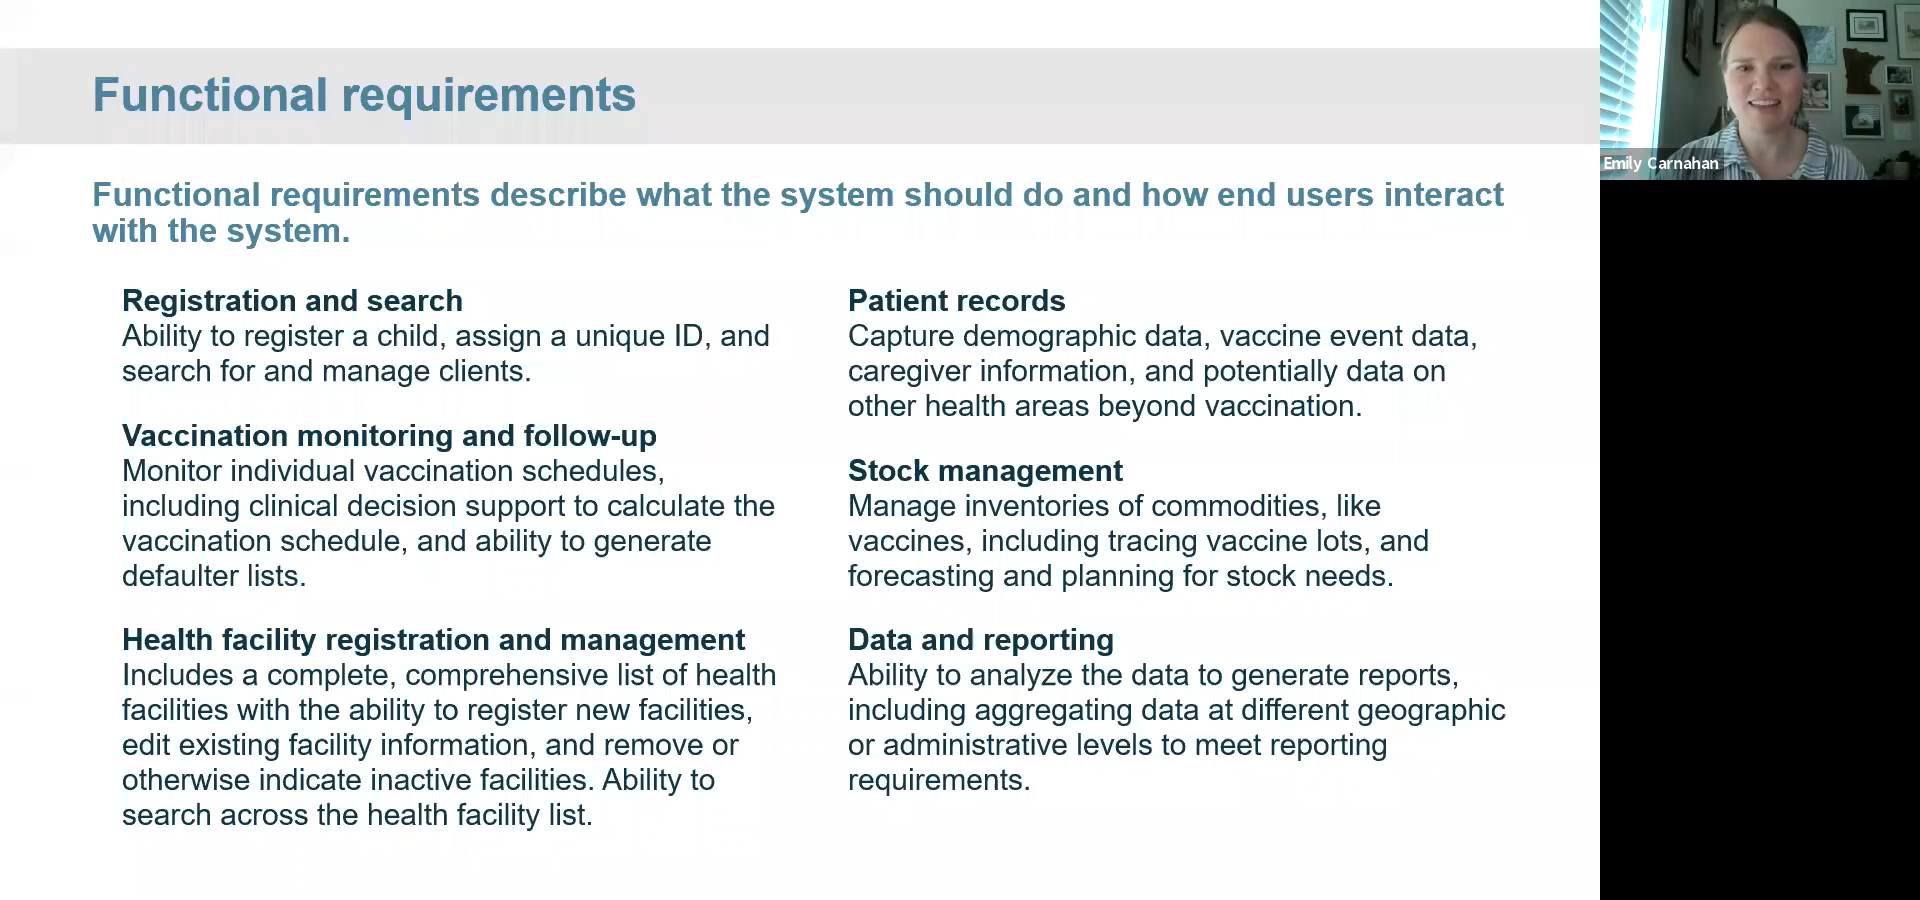 Functional requirements
Functional requirements describe what the system should do and how end users interact
with the system.
Registration and search
Ability to register a child, assign a unique ID, and
search for and manage clients.
Vaccination monitoring and follow-up
Monitor individual vaccination schedules,
including clinical decision support to calculate the
vaccination schedule, and ability to generate
defaulter lists.
Health facility registration and management
Includes a complete, comprehensive list of health
facilities with the ability to register new facilities,
edit existing facility information, and remove or
otherwise indicate inactive facilities. Ability to
search across the health facility list.
Patient records
Capture demographic data, vaccine event data,
caregiver information, and potentially data on
other health areas beyond vaccination.
Stock management
Manage inventories of commodities, like
vaccines, including tracing vaccine lots, and
forecasting and planning for stock needs.
Data and reporting
Ability to analyze the data to generate reports,
including aggregating data at different geographic
or administrative levels to meet reporting
requirements.
Emily Carnahan